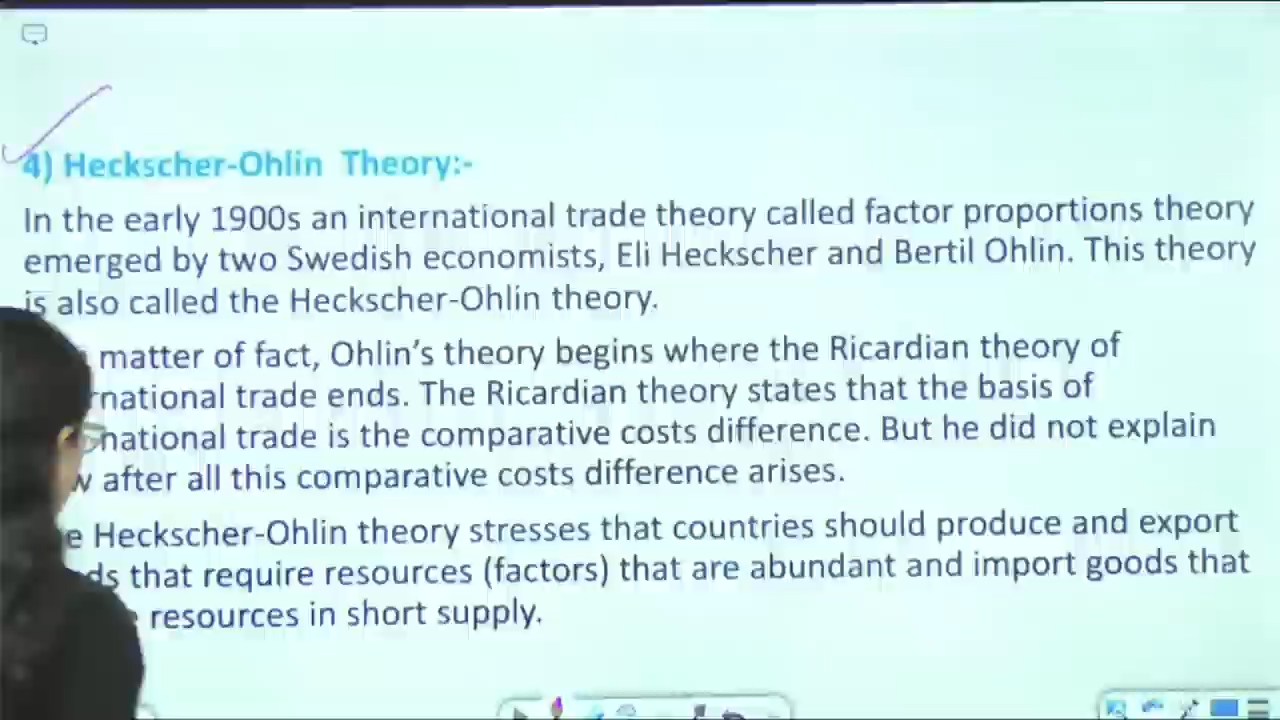 4) Heckscher-Ohlin Theory:-
In the early 1900s an international trade theory called factor proportions theory
emerged by two Swedish economists, Eli Heckscher and Bertil Ohlin. This theory
is also called the Heckscher-Ohlin theory.
matter of fact, Ohlin's theory begins where the Ricardian theory of
national trade ends. The Ricardian theory states that the basis of
national trade is the comparative costs difference. But he did not explain
after all this comparative costs difference arises.
Heckscher-Ohlin theory stresses that countries should produce and export
that require resources (factors) that are abundant and import goods that
resources in short supply.